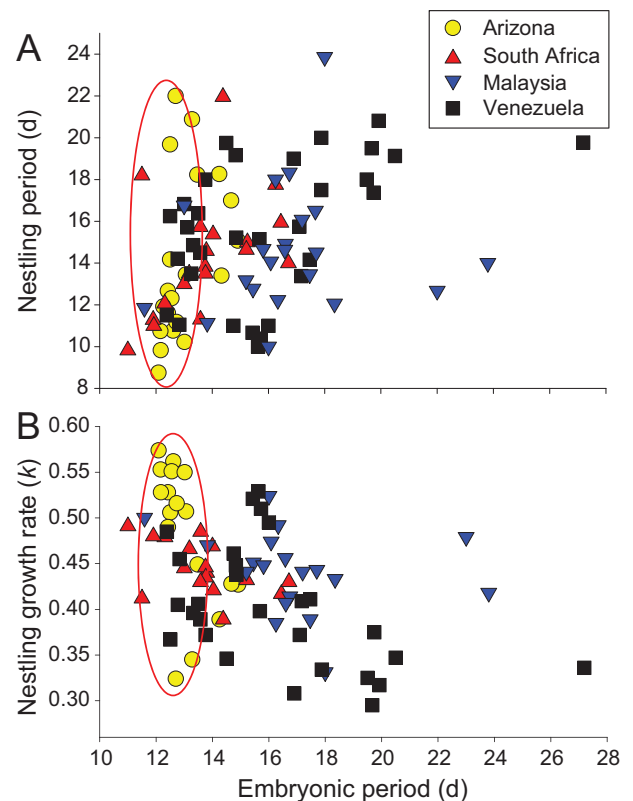 A
Arizona
South Africa
Malaysia
Venezuela
Nestling period (d)
24
22
20
18
16
14
12
10
8
B
Nestling growth rate (k)
0.60
0.55
0.50
0.45
0.40
0.35
0.30
10 12 14 16 18 20 22 24 26 28
Embryonic period (d)